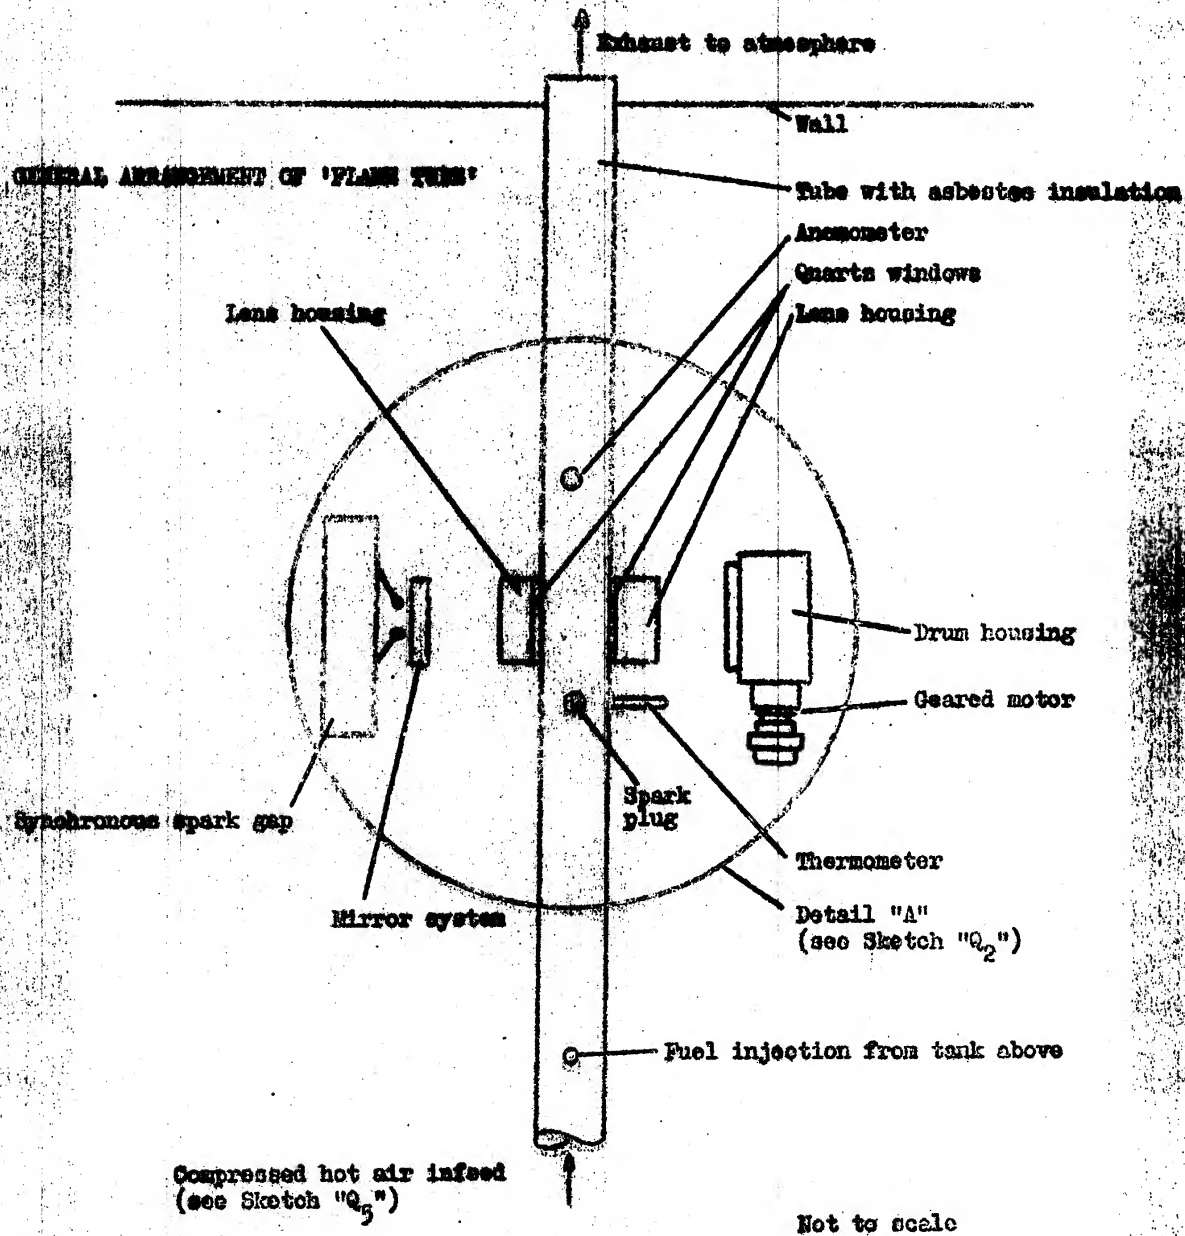 Exhaust to atmosphere
Wall
GENERAL ARRANGEMENT OF 'FLAME TUBE'
Tube with asbestos insulation
Anemometer
Quartz windows
Lens housing
Lens housing
Drum housing
Geared motor
Spark
plug
Synchronous spark gap
Thermometer
Mirror system
Detail "A"
(see Sketch "Q2")
Fuel injection from tank above
Compressed hot air infeed
(see Sketch "Q5")
Not to scale